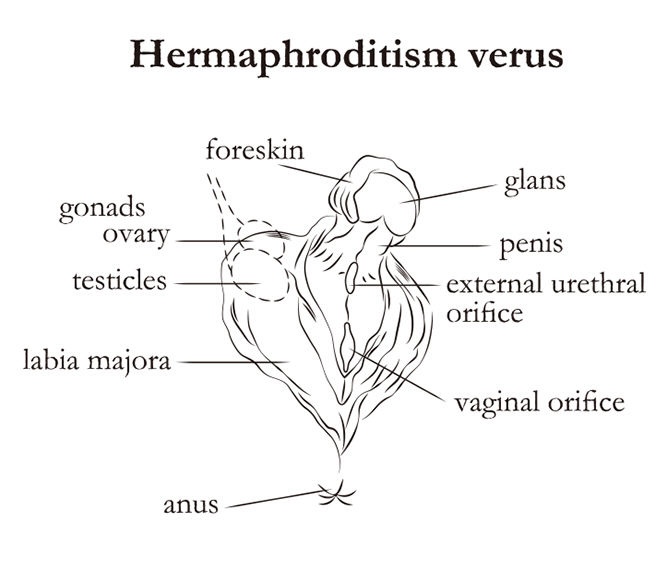 Hermaphroditism verus
foreskin
glans
gonads
ovary
penis
testicles
external urethral
orifice
labia majora
vaginal orifice
anus